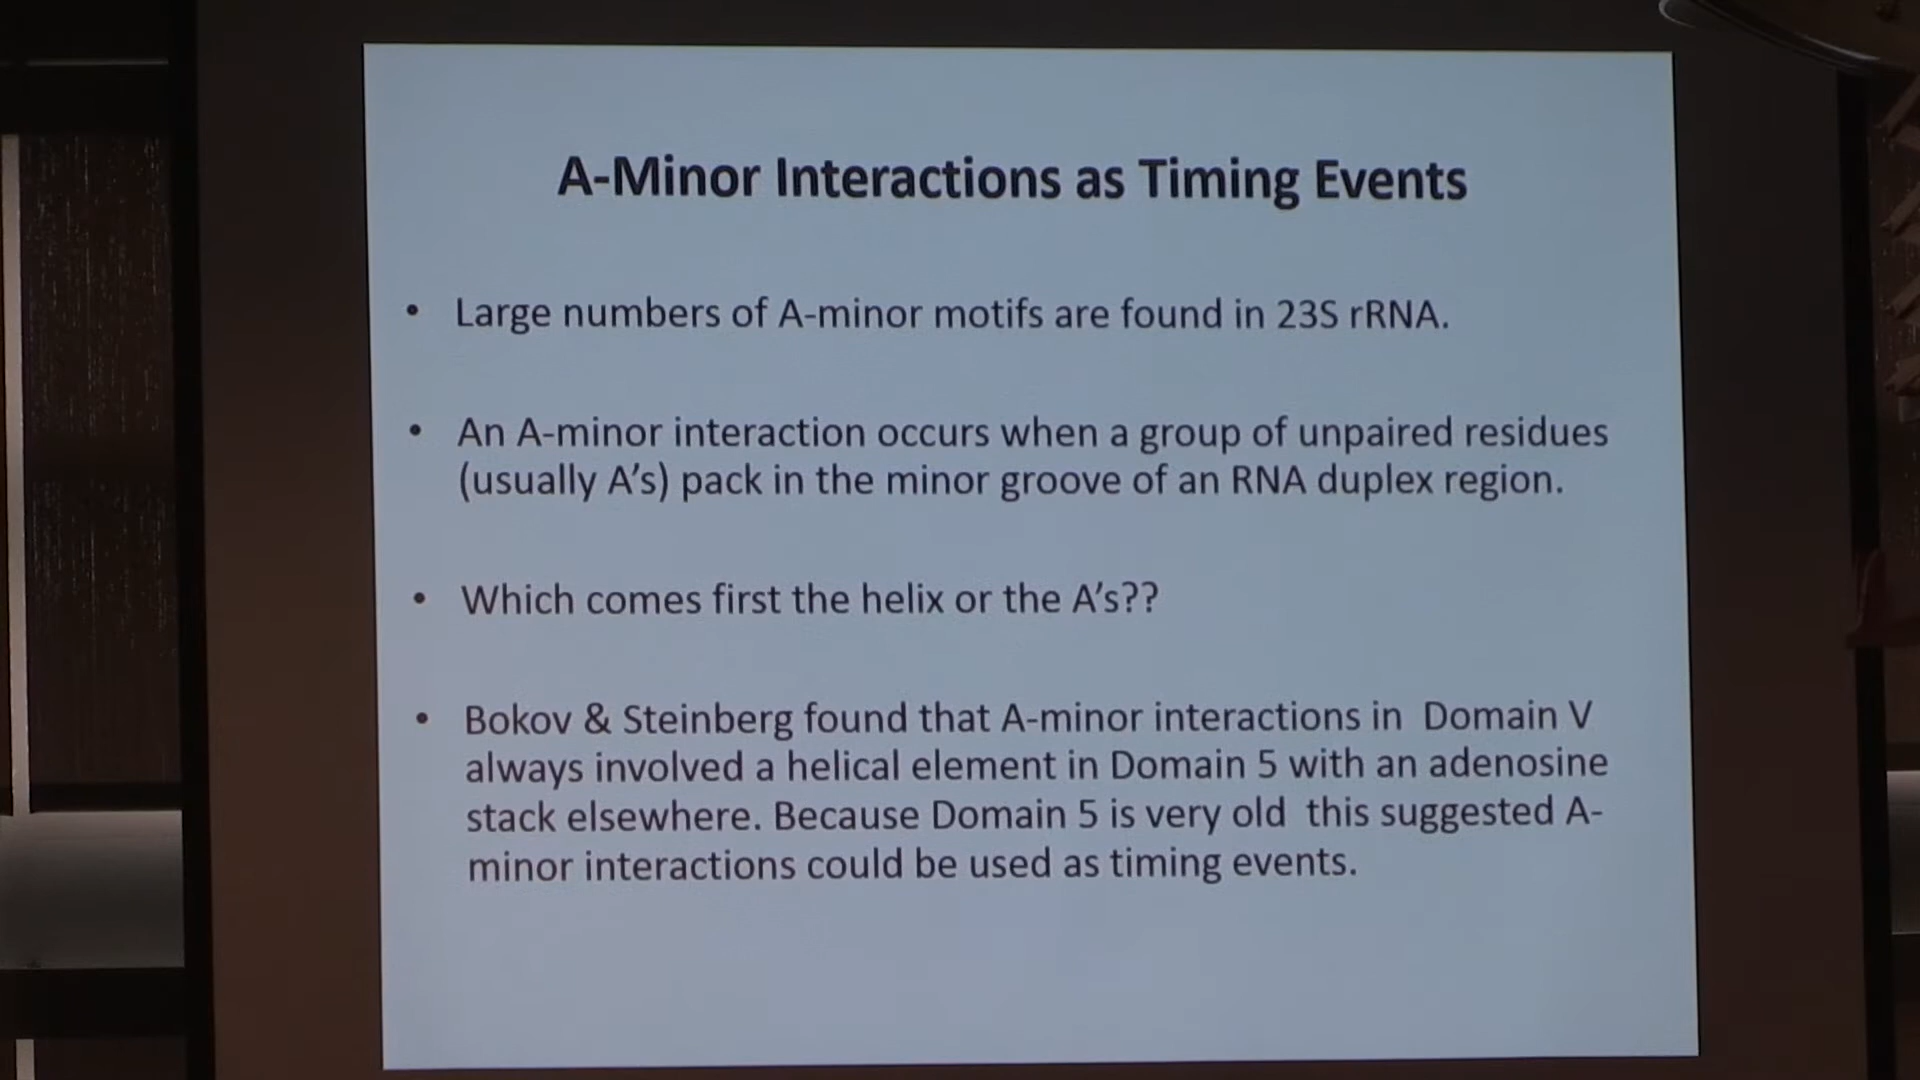 A-Minor Interactions as Timing Events
• Large numbers of A-minor motifs are found in 23S rRNA.
• An A-minor interaction occurs when a group of unpaired residues
(usually A’s) pack in the minor groove of an RNA duplex region.
• Which comes first the helix or the A’s??
• Bokov & Steinberg found that A-minor interactions in Domain V
always involved a helical element in Domain 5 with an adenosine
stack elsewhere. Because Domain 5 is very old this suggested A-
minor interactions could be used as timing events.